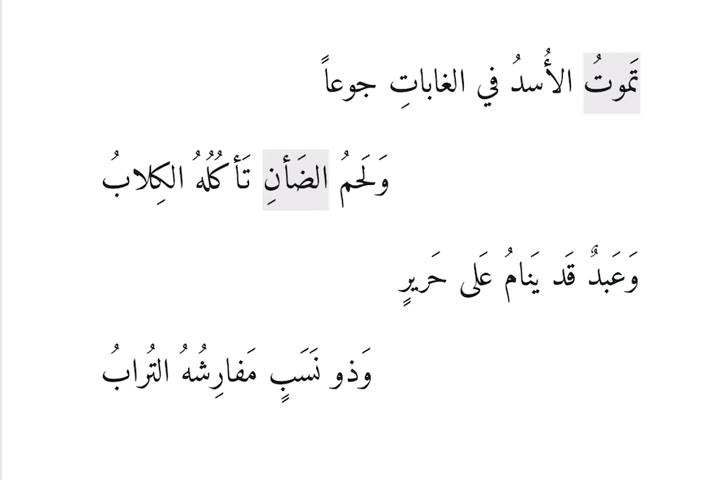 تَموتُ الأُسدُ في الغاباتِ جوعاً
وَلَحمُ الضَأنِ تَأكُلُهُ الكِلابُ
وَعَبدٌ قَد يَنامُ عَلى حَريرٍ
وَذو نَسَبٍ مَفارِشُهُ التُرابُ